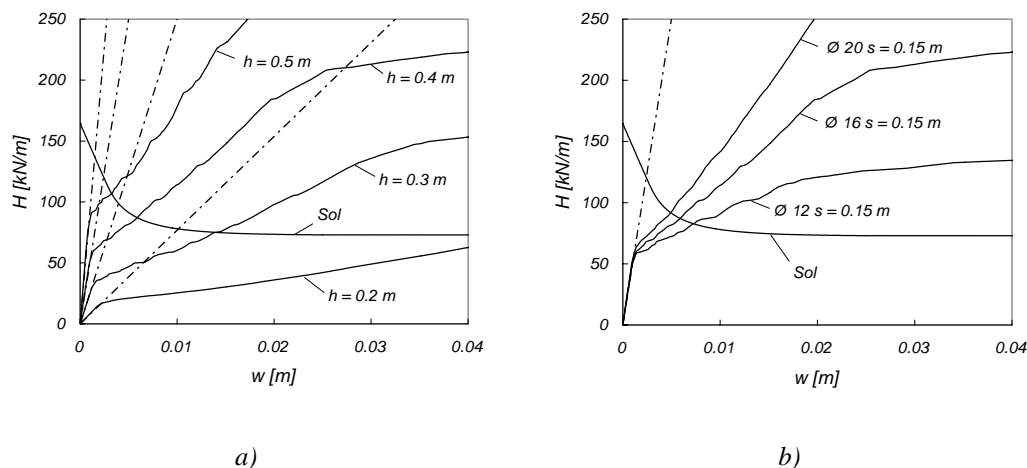 250
200
150
100
50
0
H [kN/m]
h = 0.5 m
h = 0.4 m
h = 0.3 m
Sol
h = 0.2 m
0
0.01
0.02
0.03
0.04
w [m]
a)
250
200
150
100
50
0
H [kN/m]
Ø 20 s = 0.15 m
Ø 16 s = 0.15 m
Ø 12 s = 0.15 m
Sol
0
0.01
0.02
0.03
0.04
w [m]
b)